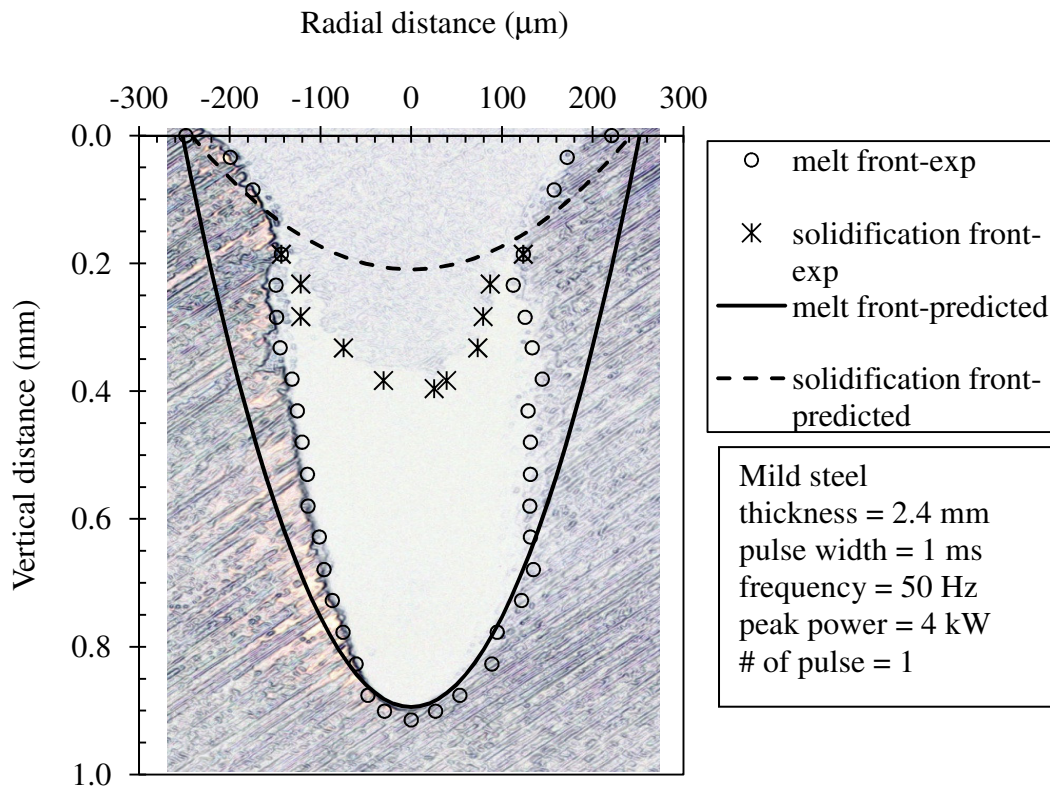 Radial distance (μm)
-300 -200 -100 0 100 200 300
0.0
0.2
0.4
0.6
0.8
1.0
Vertical distance (mm)
melt front-exp
solidification front-
exp
melt front-predicted
solidification front-
predicted
Mild steel
thickness = 2.4 mm
pulse width = 1 ms
frequency = 50 Hz
peak power = 4 kW
# of pulse = 1